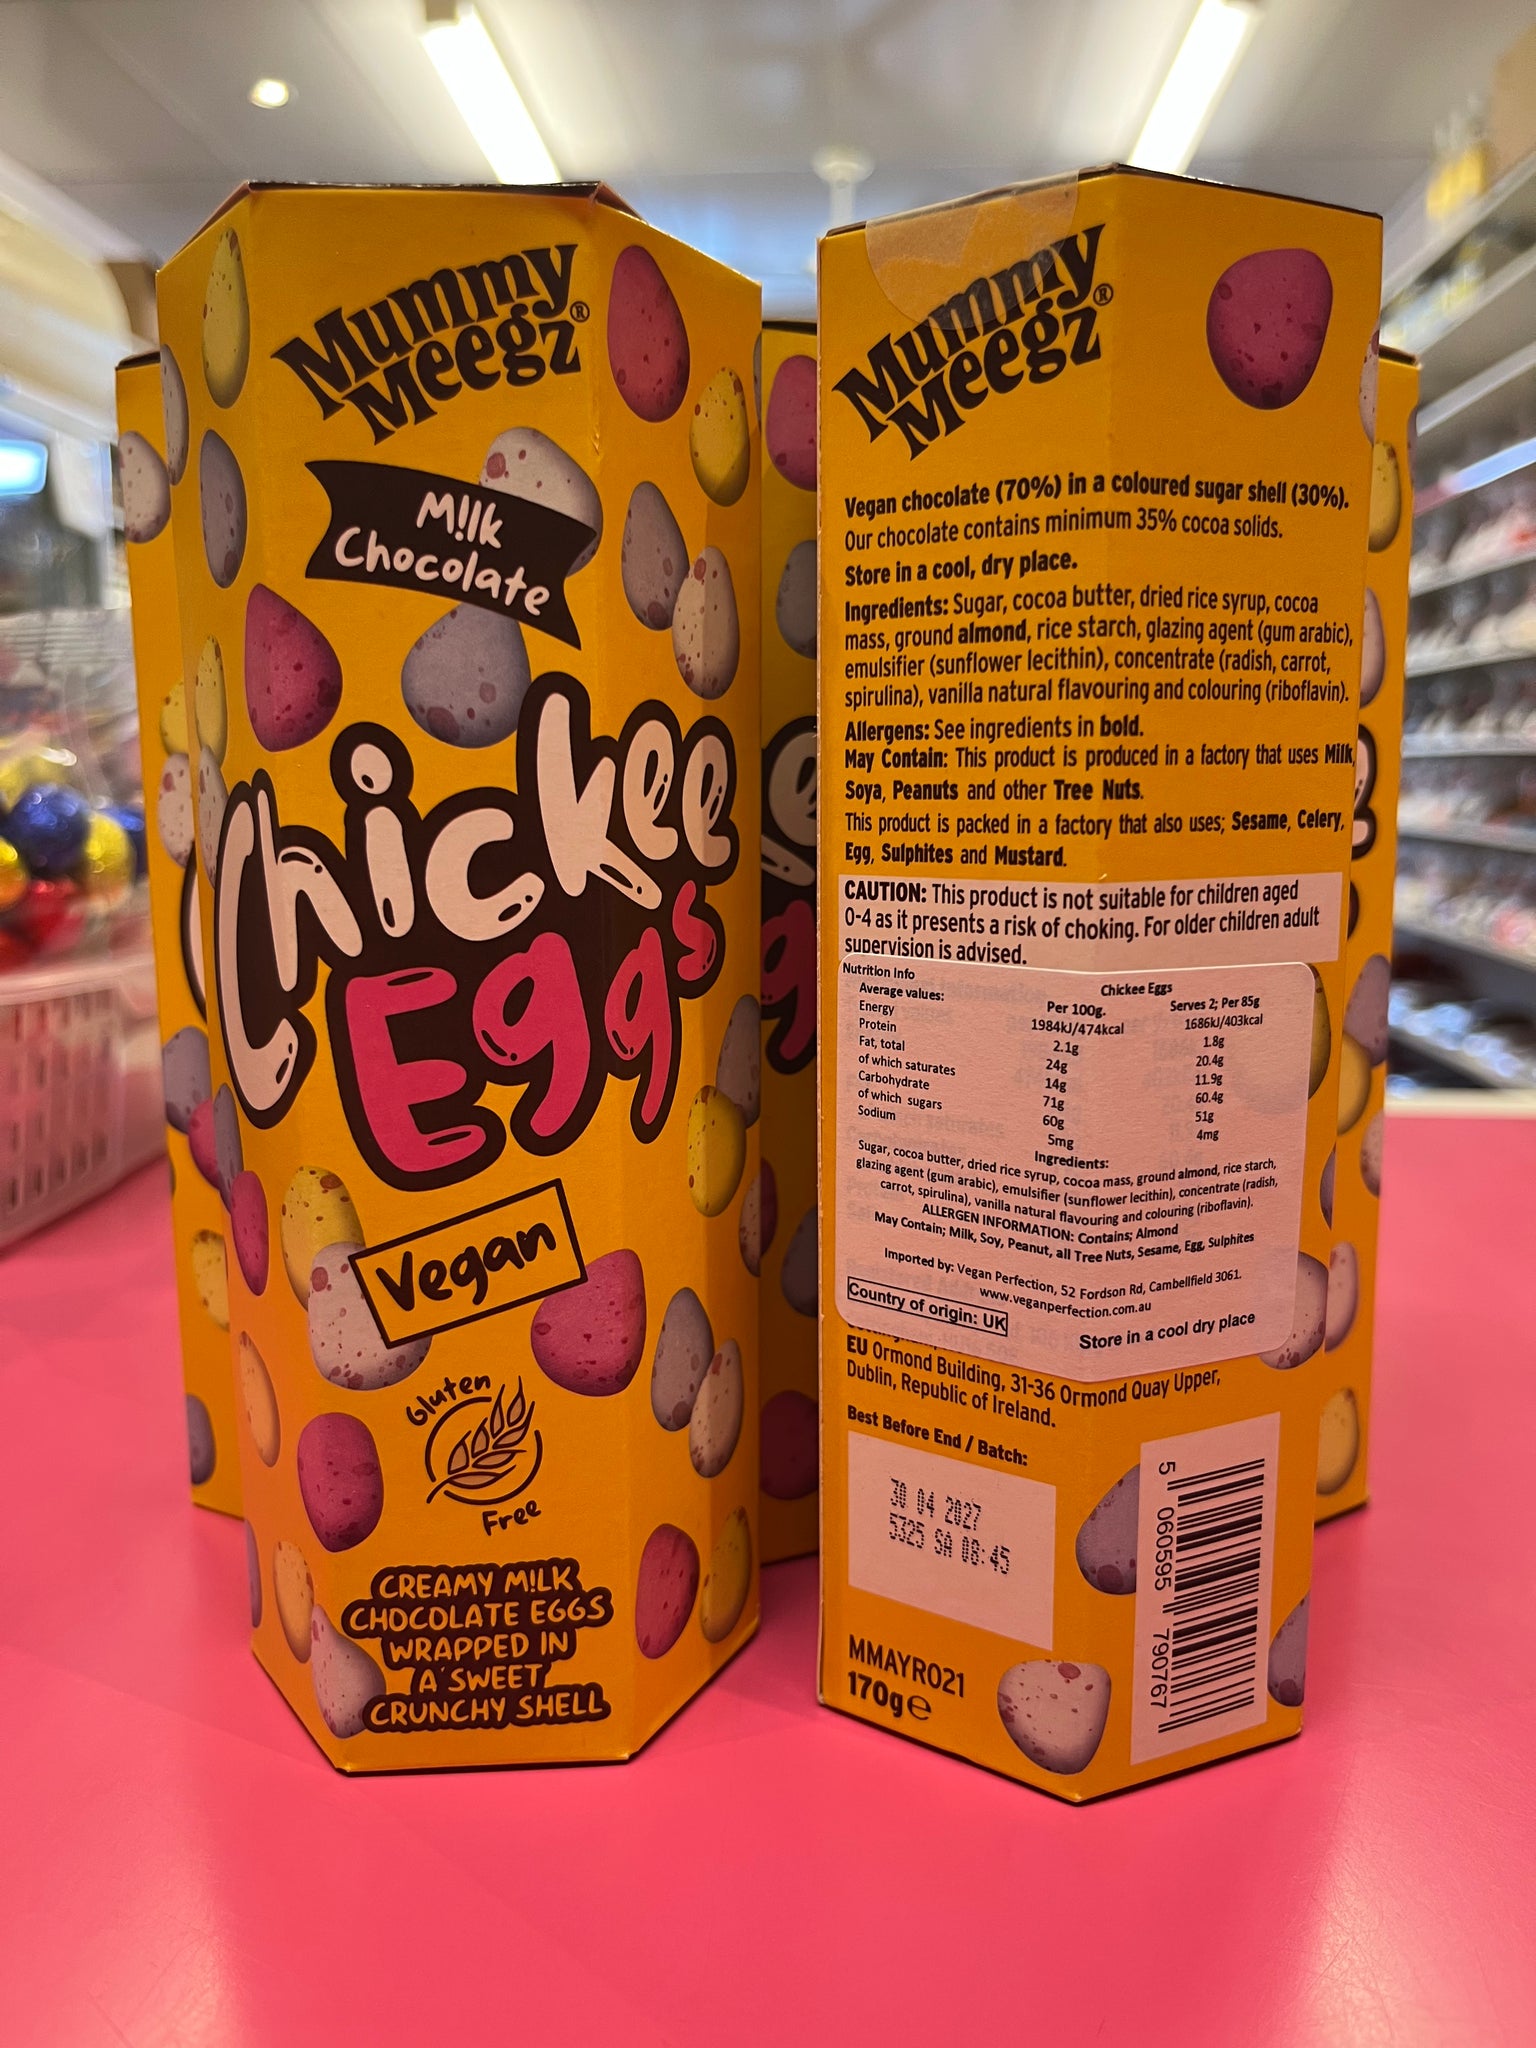 Mummy
Meegz®
M!lk
Chocolate
Chickee
Eggs
Vegan
Gluten
Free
CREAMY M!LK
CHOCOLATE EGGS
WRAPPED IN
A SWEET
CRUNCHY SHELL
Mummy
Meegz®
Vegan chocolate (70%) in a coloured sugar shell (30%).
Our chocolate contains minimum 35% cocoa solids.
Store in a cool, dry place.
Ingredients: Sugar, cocoa butter, dried rice syrup, cocoa
mass, ground almond, rice starch, glazing agent (gum arabic),
emulsifier (sunflower lecithin), concentrate (radish, carrot,
spirulina), vanilla natural flavouring and colouring (riboflavin).
Allergens: See ingredients in bold.
May Contain: This product is produced in a factory that uses Milk,
Soya, Peanuts and other Tree Nuts.
This product is packed in a factory that also uses; Sesame, Celery,
Egg, Sulphites and Mustard.
CAUTION: This product is not suitable for children aged
0-4 as it presents a risk of choking. For older children adult
supervision is advised.
Nutrition Info Chickee Eggs
Average values: Per 100g. Serves 2; Per 85g
Energy 1984kJ/474kcal 1686kJ/403kcal
Protein 2.1g 1.8g
Fat, total 24g 20.4g
of which saturates 14g 11.9g
Carbohydrate 71g 60.4g
of which sugars 60g 51g
Sodium 5mg 4mg
Ingredients:
Sugar, cocoa butter, dried rice syrup, cocoa mass, ground almond, rice starch,
glazing agent (gum arabic), emulsifier (sunflower lecithin), concentrate (radish,
carrot, spirulina), vanilla natural flavouring and colouring (riboflavin).
ALLERGEN INFORMATION: Contains; Almond
May Contain; Milk, Soy, Peanut, all Tree Nuts, Sesame, Egg, Sulphites
Imported by: Vegan Perfection, 52 Fordson Rd, Cambellfield 3061.
www.veganperfection.com.au
Country of origin: UK
Store in a cool dry place
EU Ormond Building, 31-36 Ormond Quay Upper,
Dublin, Republic of Ireland.
Best Before End / Batch:
30 04 2027
5325 SA 08:45
MMAYR021
170g e
5 060595 790767